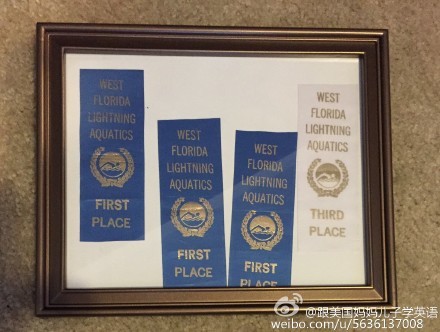 WEST
FLORIDA
LIGHTNING
AQUATICS
FIRST
PLACE
WEST
FLORIDA
LIGHTNING
AQUATICS
FIRST
PLACE
WEST
FLORIDA
LIGHTNING
AQUATICS
FIRST
WEST
FLORIDA
LIGHTNING
AQUATICS
THIRD
PLACE
@跟美国妈妈儿子学英语
weibo.com/u/5636137008